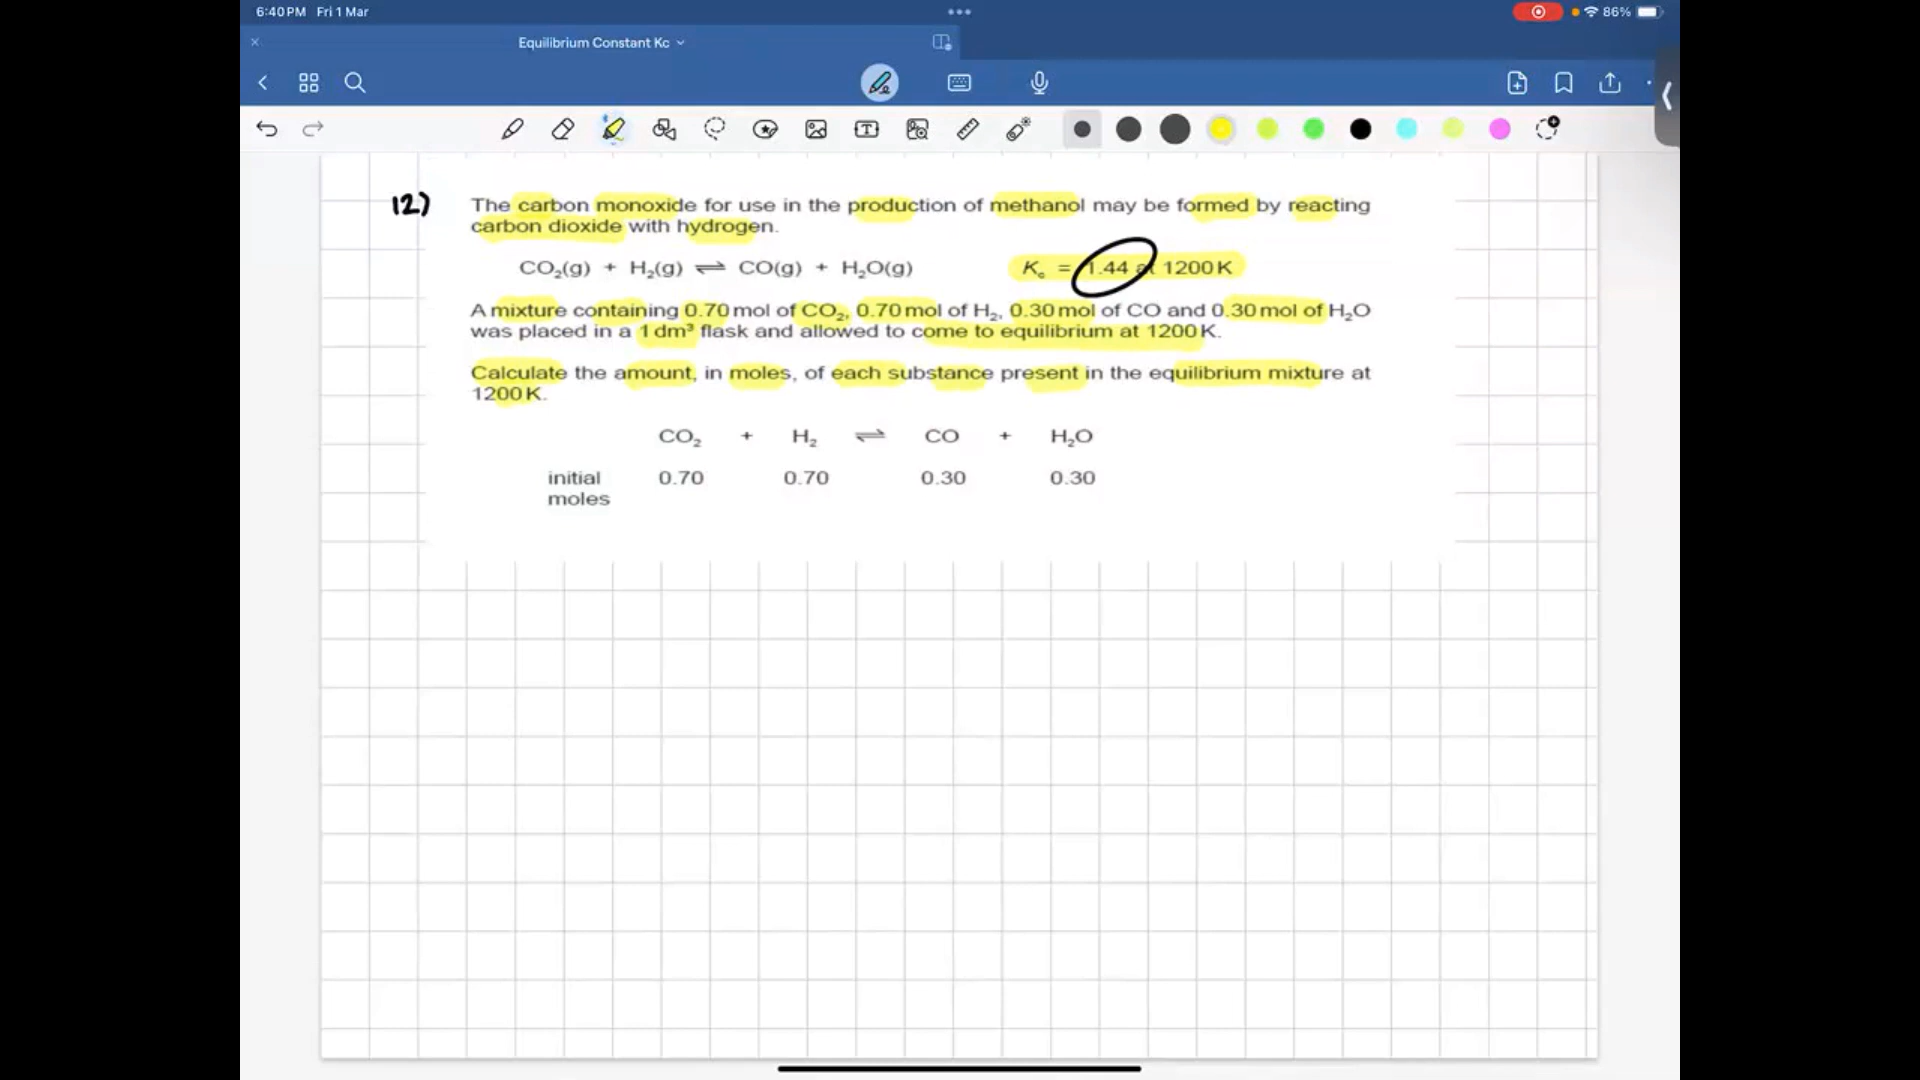 6:40 PM Fri 1 Mar
86%
Equilibrium Constant Kc
12)
The carbon monoxide for use in the production of methanol may be formed by reacting
carbon dioxide with hydrogen.
CO₂(g) + H₂(g) ⇌ CO(g) + H₂O(g) K꜀ = 1.44 at 1200 K
A mixture containing 0.70 mol of CO₂, 0.70 mol of H₂, 0.30 mol of CO and 0.30 mol of H₂O
was placed in a 1 dm³ flask and allowed to come to equilibrium at 1200 K.
Calculate the amount, in moles, of each substance present in the equilibrium mixture at
1200 K.
CO₂ + H₂ ⇌ CO + H₂O
initial 0.70 0.70 0.30 0.30
moles